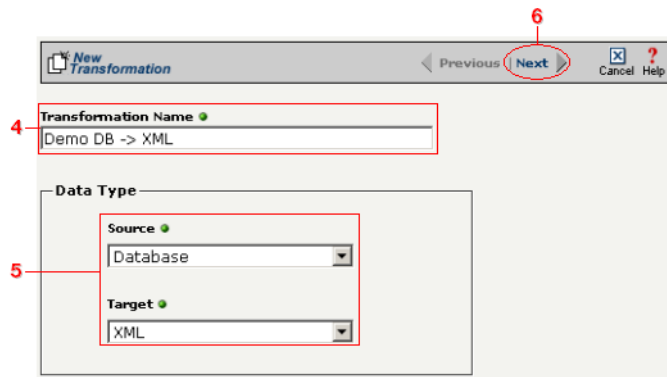 6
New
Transformation
Previous | Next
Cancel Help
4
Transformation Name
Demo DB -> XML
Data Type
Source
Database
5
Target
XML